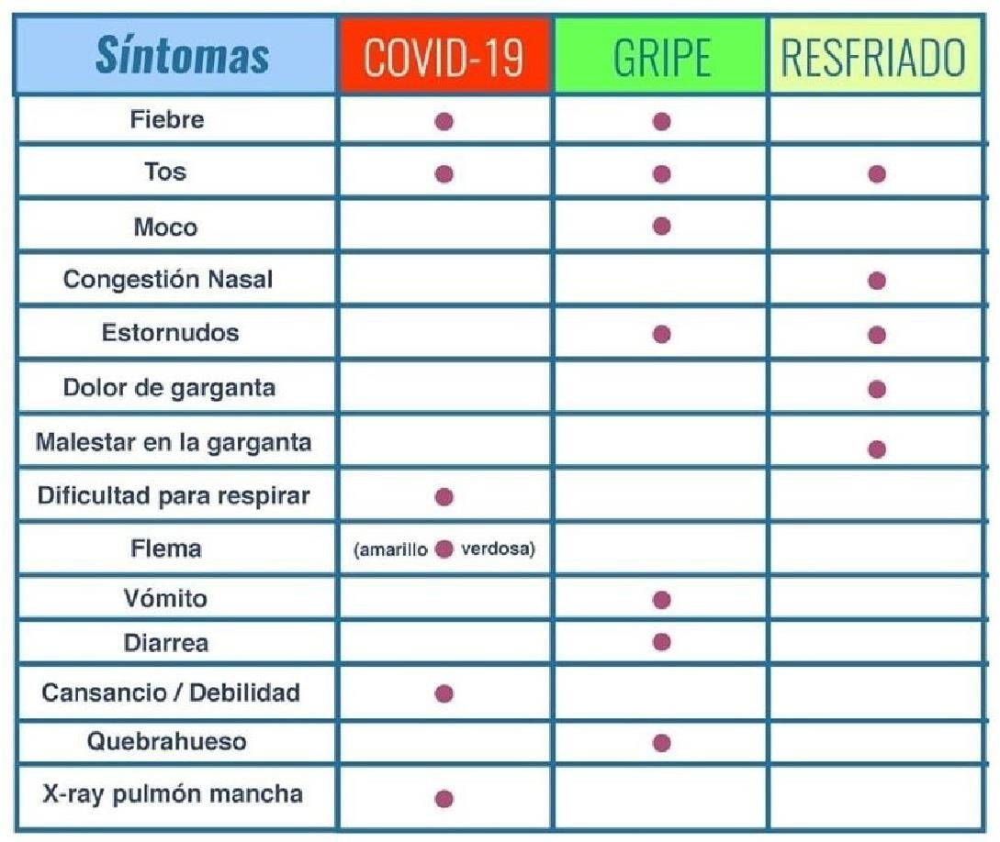 Síntomas COVID-19 GRIPE RESFRIADO
Fiebre
Tos
Moco
Congestión Nasal
Estornudos
Dolor de garganta
Malestar en la garganta
Dificultad para respirar
Flema (amarillo verdosa)
Vómito
Diarrea
Cansancio / Debilidad
Quebrahueso
X-ray pulmón mancha